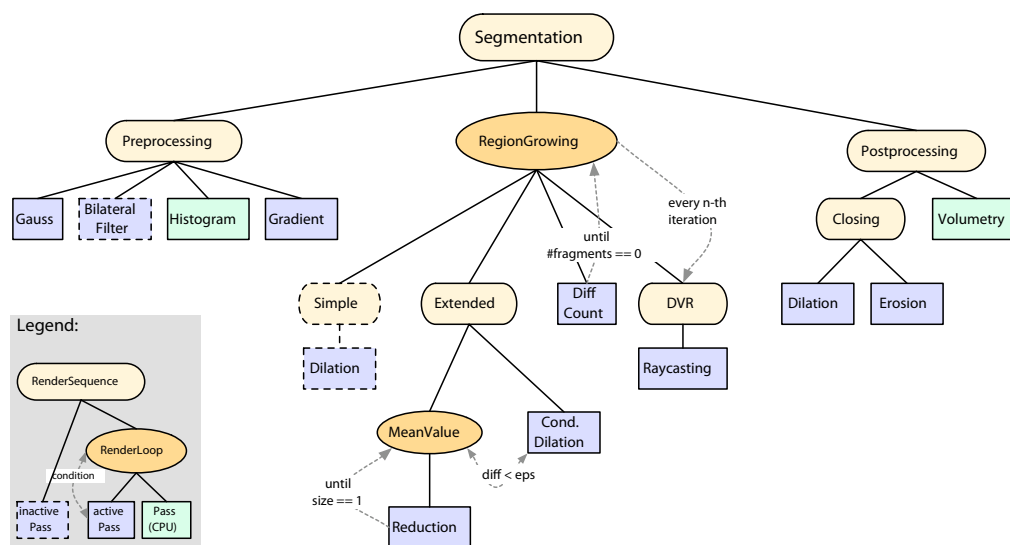 Segmentation
Preprocessing
RegionGrowing
Postprocessing
Gauss
Bilateral
Filter
Histogram
Gradient
every n-th
iteration
Closing
Volumetry
until
#fragments == 0
Simple
Extended
Diff
Count
DVR
Dilation
Erosion
Legend:
Dilation
Raycasting
RenderSequence
MeanValue
Cond.
Dilation
RenderLoop
condition
diff < eps
until
size == 1
inactive
Pass
active
Pass
Pass
(CPU)
Reduction